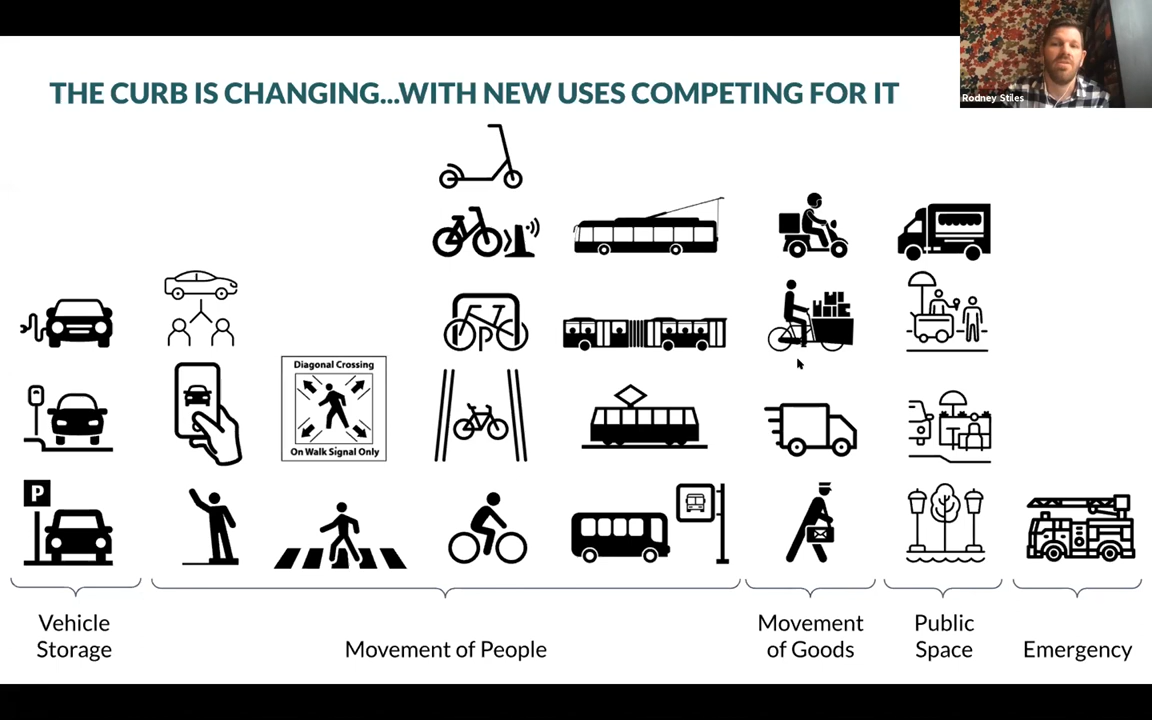 THE CURB IS CHANGING...WITH NEW USES COMPETING FOR IT
Rodney Stiles
Diagonal Crossing
On Walk Signal Only
P
P
Vehicle
Storage
Movement of People
Movement
of Goods
Public
Space
Emergency